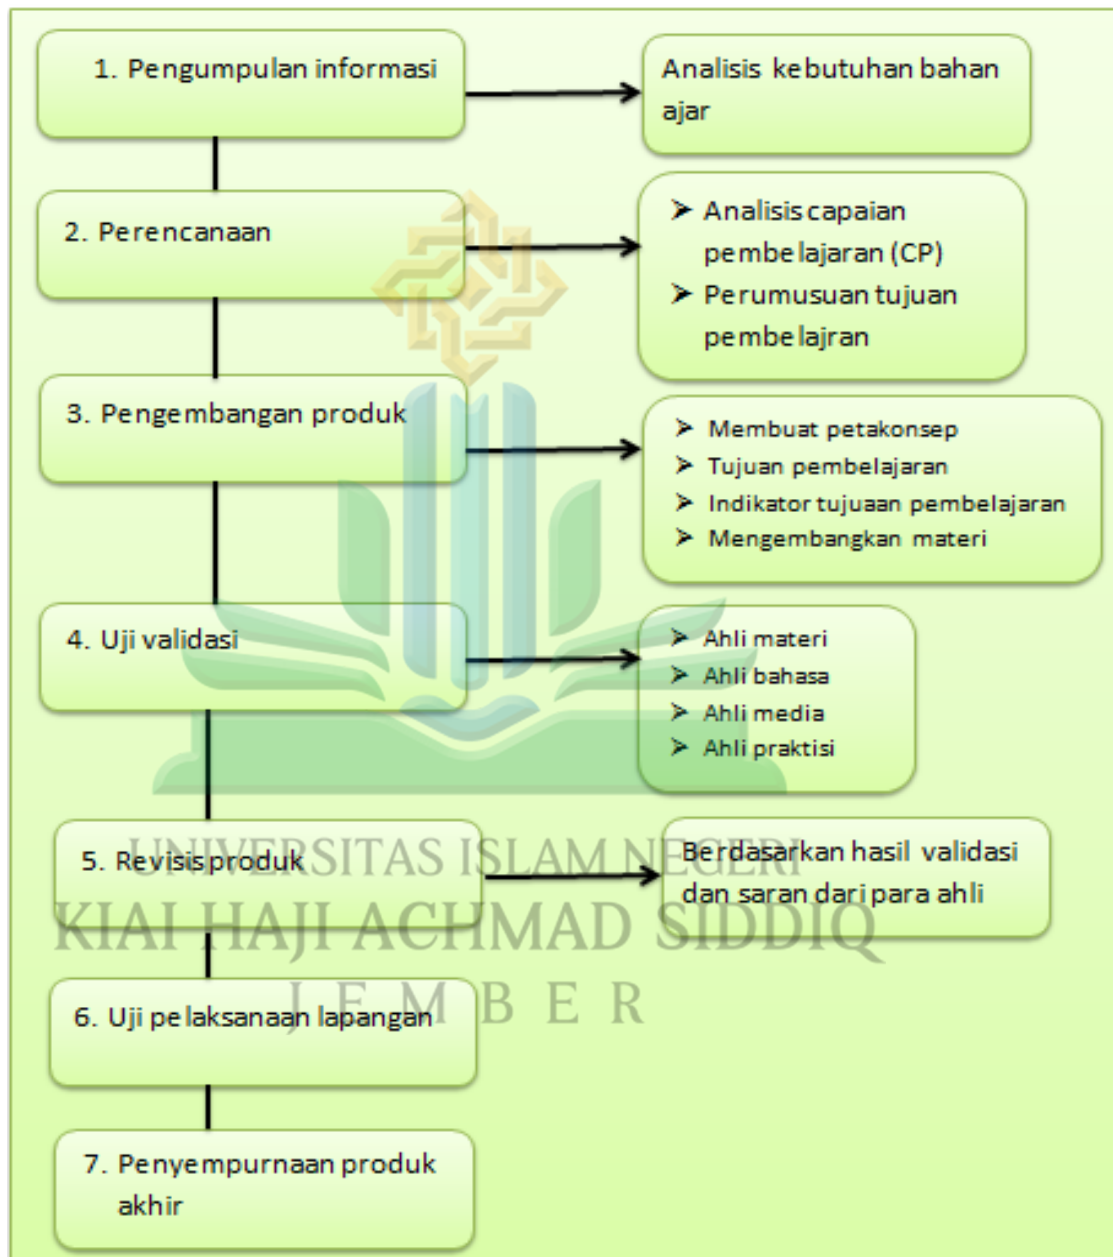 1. Pengumpulan informasi
Analisis kebutuhan bahan
ajar
2. Perencanaan
➤ Analisis capaian
pembelajaran (CP)
➤ Perumusuan tujuan
pembelajran
3. Pengembangan produk
➤ Membuat petakonsep
➤ Tujuan pembelajaran
➤ Indikator tujuaan pembelajaran
➤ Mengembangkan materi
4. Uji validasi
➤ Ahli materi
➤ Ahli bahasa
➤ Ahli media
➤ Ahli praktisi
5. Revisis produk
Berdasarkan hasil validasi
dan saran dari para ahli
UNIVERSITAS ISLAM NEGERI
KIAI HAJI ACHMAD SIDDIQ
6. Uji pelaksanaan lapangan
JEMBER
7. Penyempurnaan produk
akhir